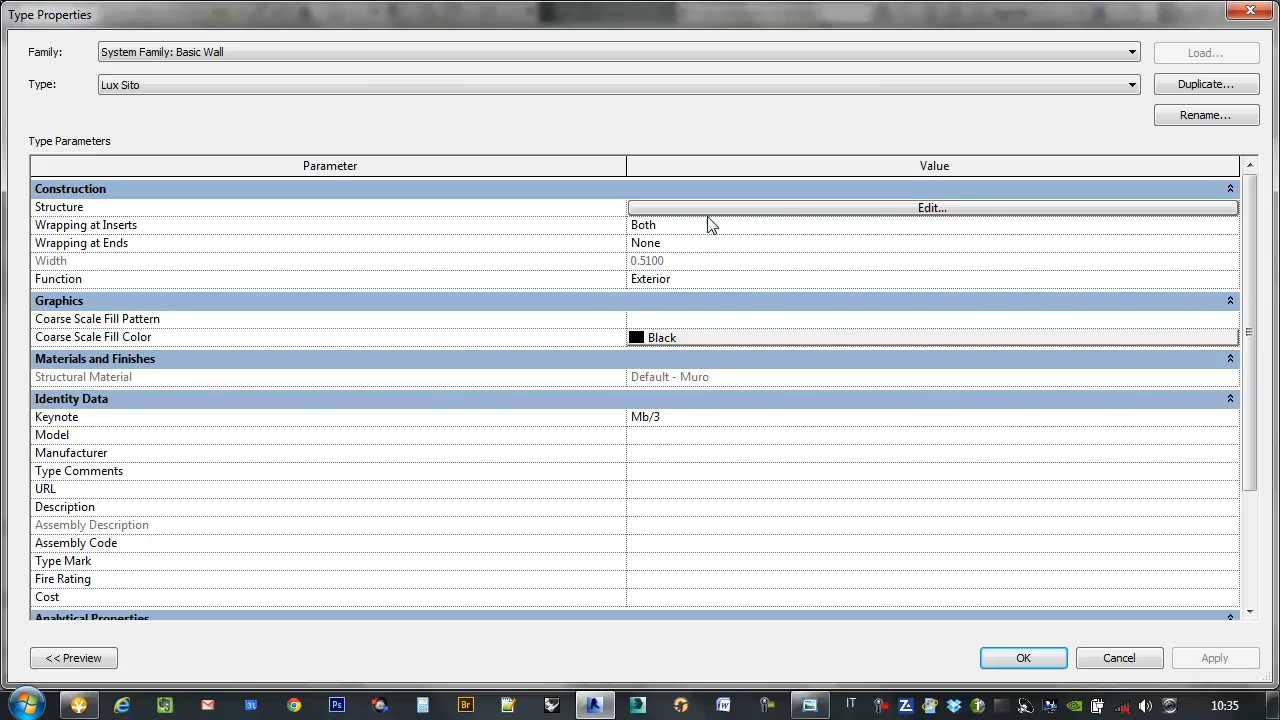 Type Properties
Family: System Family: Basic Wall Load...
Type: Lux Sito Duplicate...
Rename...
Type Parameters
Parameter Value
Construction
Structure Edit...
Wrapping at Inserts Both
Wrapping at Ends None
Width 0.5100
Function Exterior
Graphics
Coarse Scale Fill Pattern
Coarse Scale Fill Color Black
Materials and Finishes
Structural Material Default - Muro
Identity Data
Keynote Mb/3
Model
Manufacturer
Type Comments
URL
Description
Assembly Description
Assembly Code
Type Mark
Fire Rating
Cost
Analytical Properties
<< Preview OK Cancel Apply
Br IT 10:35